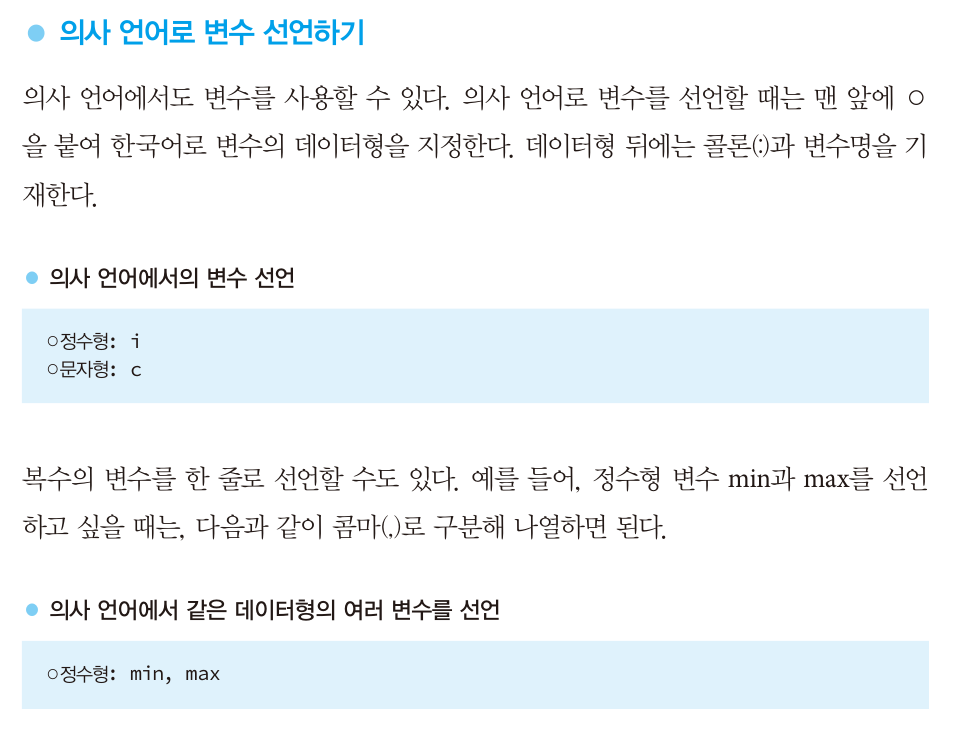 ● 의사 언어로 변수 선언하기
의사 언어에서도 변수를 사용할 수 있다. 의사 언어로 변수를 선언할 때는 맨 앞에 ○
을 붙여 한국어로 변수의 데이터형을 지정한다. 데이터형 뒤에는 콜론(:)과 변수명을 기
재한다.
● 의사 언어에서의 변수 선언
○정수형: i
○문자형: c
복수의 변수를 한 줄로 선언할 수도 있다. 예를 들어, 정수형 변수 min과 max를 선언
하고 싶을 때는, 다음과 같이 콤마(,)로 구분해 나열하면 된다.
● 의사 언어에서 같은 데이터형의 여러 변수를 선언
○정수형: min, max